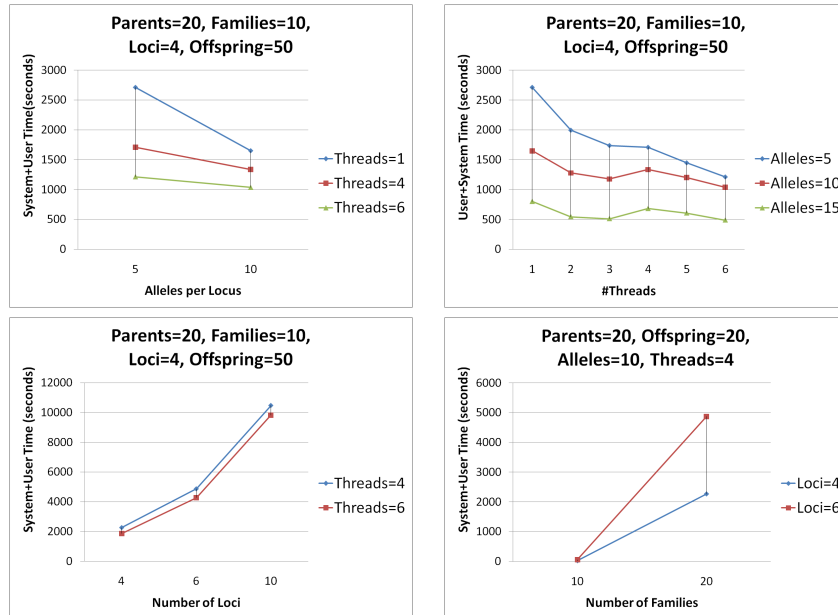 Parents=20, Families=10,
Loci=4, Offspring=50
System+User Time(seconds)
3000
2500
2000
1500
1000
500
0
5
10
Alleles per Locus
Threads=1
Threads=4
Threads=6
Parents=20, Families=10,
Loci=4, Offspring=50
User+System Time (seconds)
3000
2500
2000
1500
1000
500
0
1
2
3
4
5
6
#Threads
Alleles=5
Alleles=10
Alleles=15
Parents=20, Families=10,
Loci=4, Offspring=50
System+User Time (seconds)
12000
10000
8000
6000
4000
2000
0
4
6
10
Number of Loci
Threads=4
Threads=6
Parents=20, Offspring=20,
Alleles=10, Threads=4
System+User Time (seconds)
6000
5000
4000
3000
2000
1000
0
10
20
Number of Families
Loci=4
Loci=6